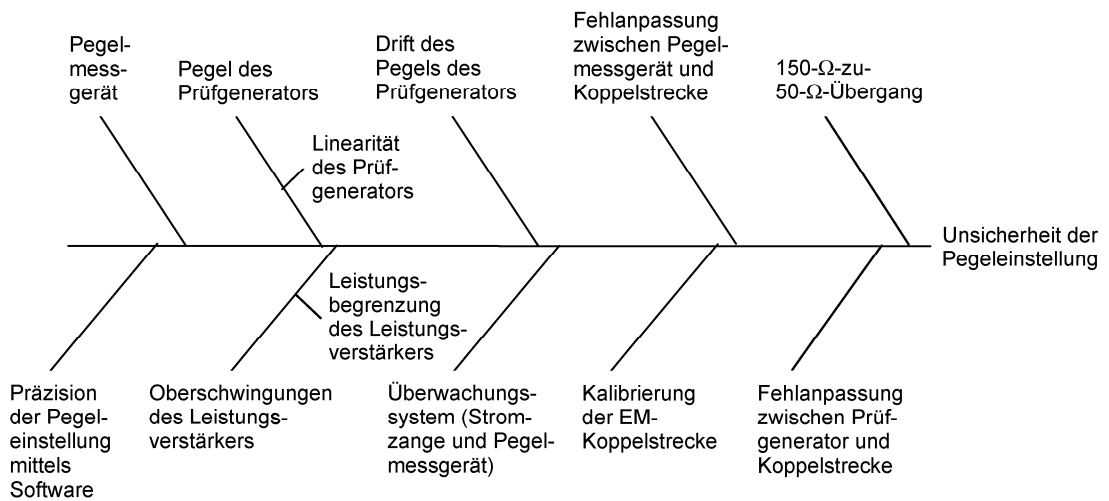 Pegel-
mess-
gerät
Pegel des
Prüfgenerators
Drift des
Pegels des
Prüfgenerators
Fehlanpassung
zwischen Pegel-
messgerät und
Koppelstrecke
150-Ω-zu-
50-Ω-Übergang
Linearität
des Prüf-
generators
Unsicherheit der
Pegeleinstellung
Leistungs-
begrenzung
des Leistungs-
verstärkers
Präzision
der Pegel-
einstellung
mittels
Software
Oberschwingungen
des Leistungs-
verstärkers
Überwachungs-
system (Strom-
zange und Pegel-
messgerät)
Kalibrierung
der EM-
Koppelstrecke
Fehlanpassung
zwischen Prüf-
generator und
Koppelstrecke